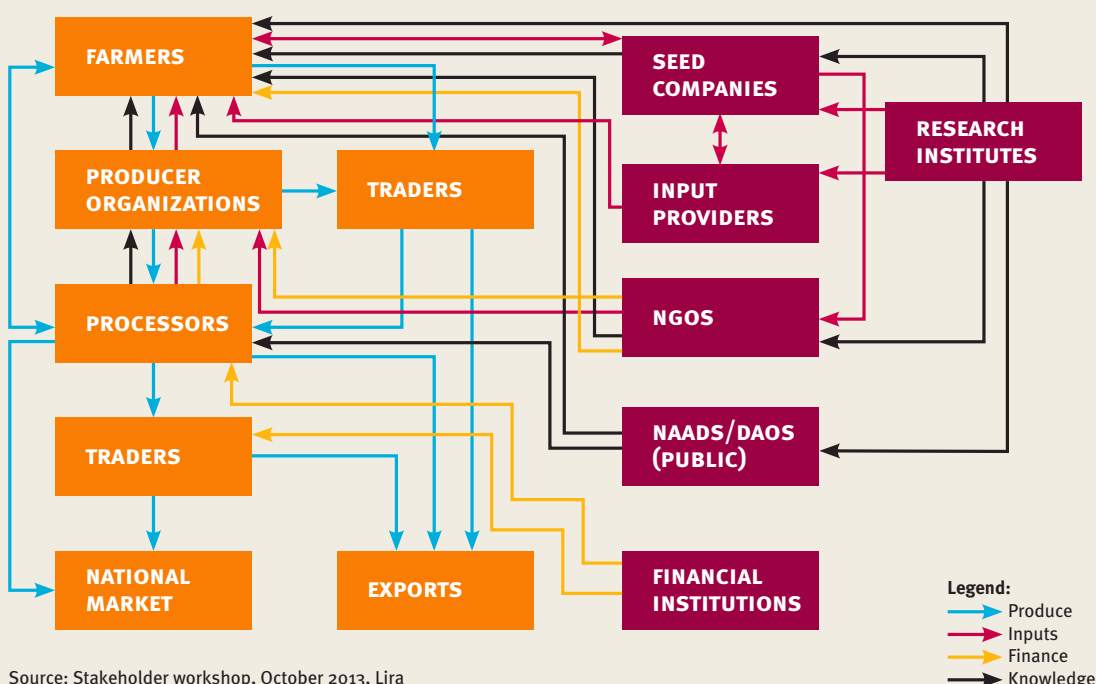 FARMERS
SEED
COMPANIES
RESEARCH
INSTITUTES
PRODUCER
ORGANIZATIONS
TRADERS
INPUT
PROVIDERS
PROCESSORS
NGOS
TRADERS
NAADS/DAOS
(PUBLIC)
NATIONAL
MARKET
EXPORTS
FINANCIAL
INSTITUTIONS
Legend:
Produce
Inputs
Finance
Knowledge
Source: Stakeholder workshop, October 2013, Lira